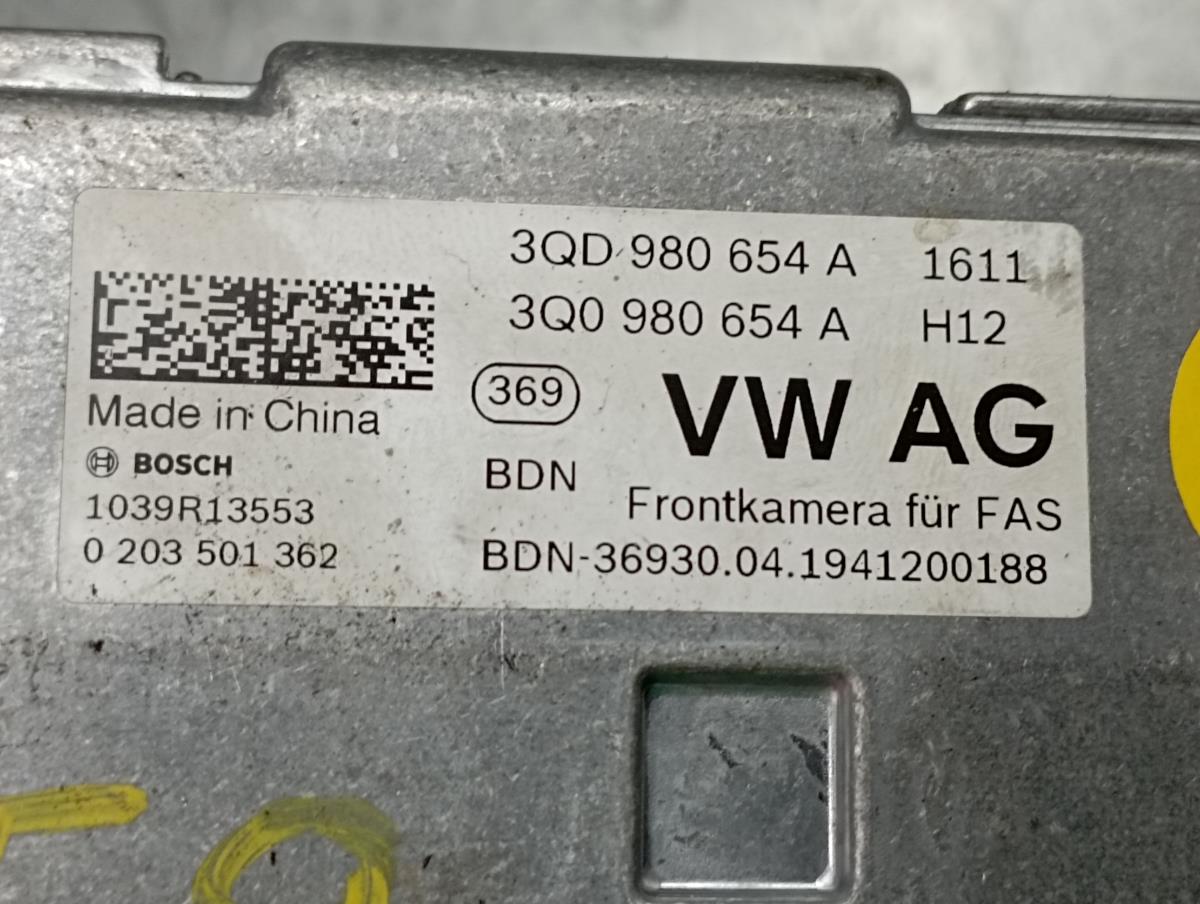 3QD 980 654 A 1611
3Q0 980 654 A H12
369 VW AG
Made in China
BOSCH
BDN
1039R13553
Frontkamera für FAS
0 203 501 362
BDN-36930.04.1941200188